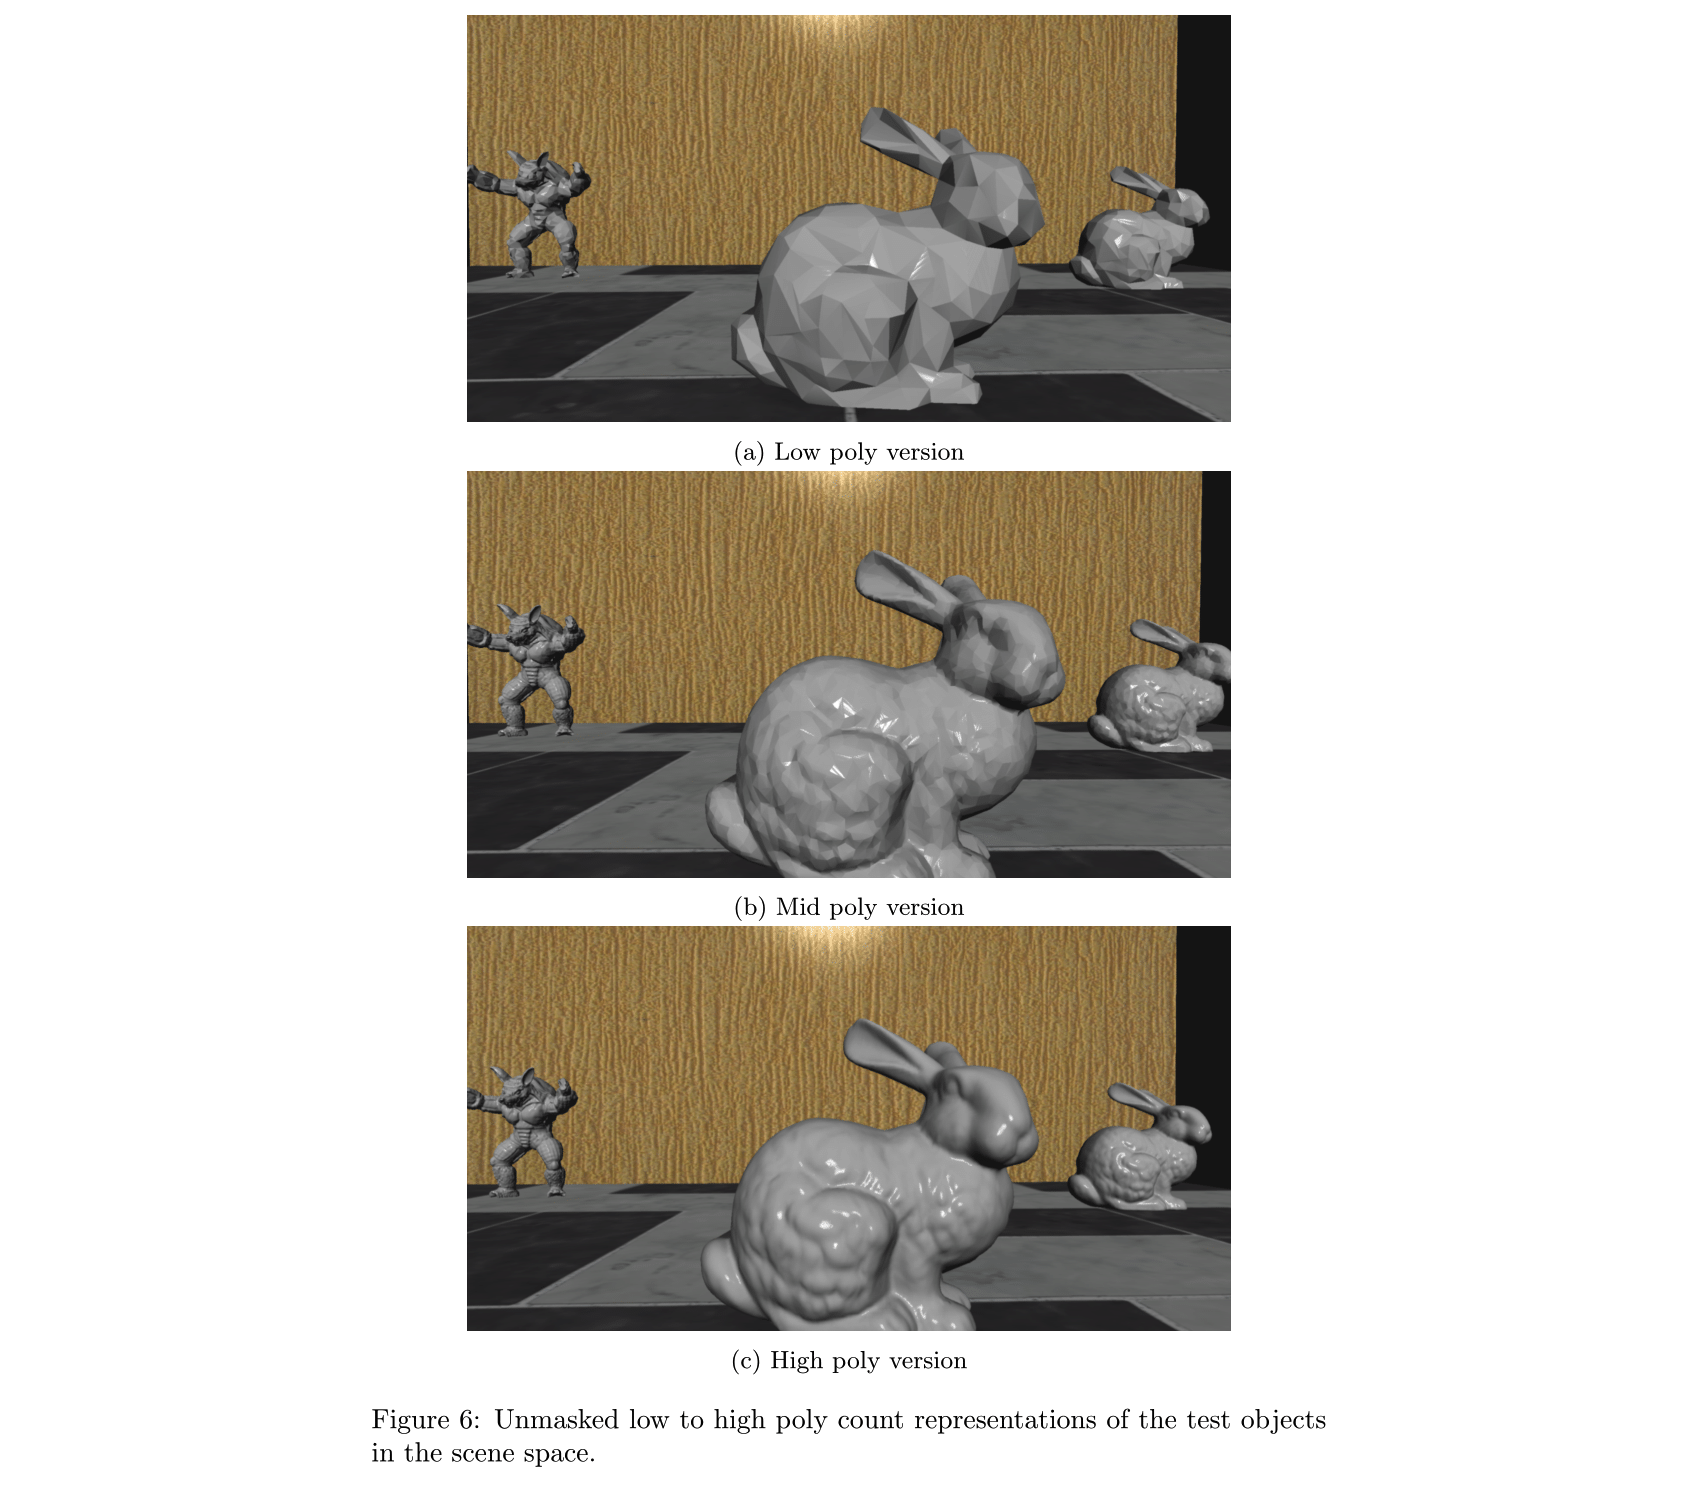 (a) Low poly version
(b) Mid poly version
(c) High poly version
Figure 6: Unmasked low to high poly count representations of the test objects
in the scene space.